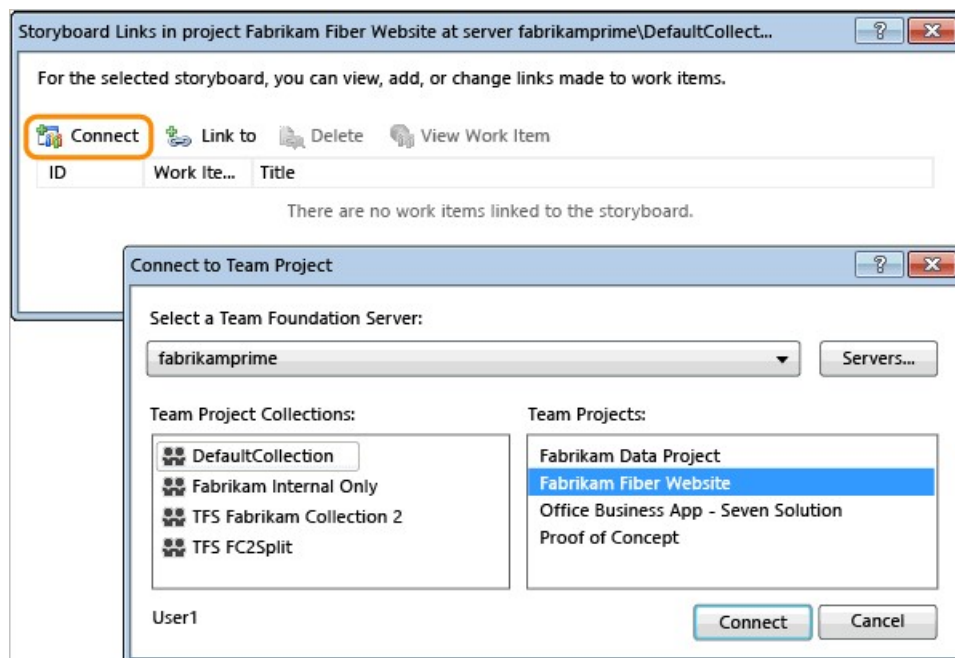 Storyboard Links in project Fabrikam Fiber Website at server fabrikamprime\DefaultCollect...
For the selected storyboard, you can view, add, or change links made to work items.
Connect Link to Delete View Work Item
ID Work Ite... Title
There are no work items linked to the storyboard.
Connect to Team Project
Select a Team Foundation Server:
fabrikamprime Servers...
Team Project Collections:
DefaultCollection
Fabrikam Internal Only
TFS Fabrikam Collection 2
TFS FC2Split
Team Projects:
Fabrikam Data Project
Fabrikam Fiber Website
Office Business App - Seven Solution
Proof of Concept
User1 Connect Cancel